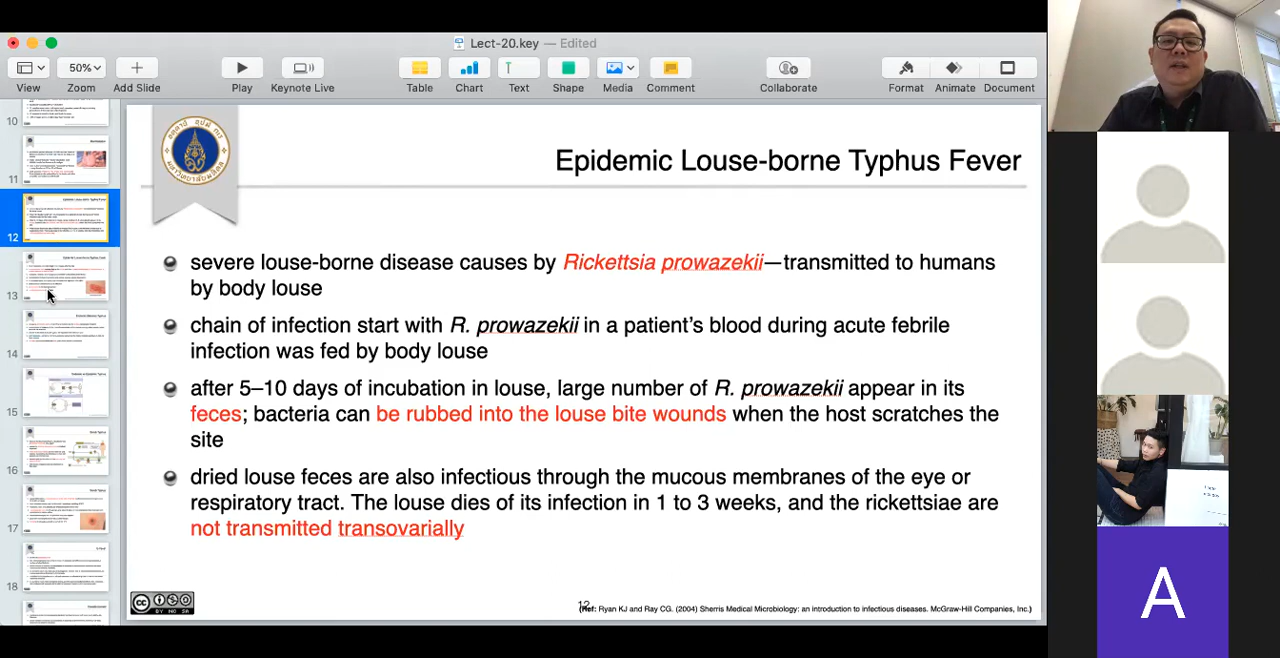 Lect-20.key — Edited
50%
View
Zoom
Add Slide
Play
Keynote Live
Table
Chart
Text
Shape
Media
Comment
Collaborate
Format
Animate
Document
10
11
12
13
14
15
16
17
18
Epidemic Louse-borne Typhus Fever
severe louse-borne disease causes by Rickettsia prowazekii—transmitted to humans
by body louse
chain of infection start with R. prowazekii in a patient's blood during acute febrile
infection was fed by body louse
after 5–10 days of incubation in louse, large number of R. prowazekii appear in its
feces; bacteria can be rubbed into the louse bite wounds when the host scratches the
site
dried louse feces are also infectious through the mucous membranes of the eye or
respiratory tract. The louse dies of its infection in 1 to 3 weeks, and the rickettsiae are
not transmitted transovarially
12
(Ref: Ryan KJ and Ray CG. (2004) Sherris Medical Microbiology: an introduction to infectious diseases. McGraw-Hill Companies, Inc.)
cc
BY NC SA
A